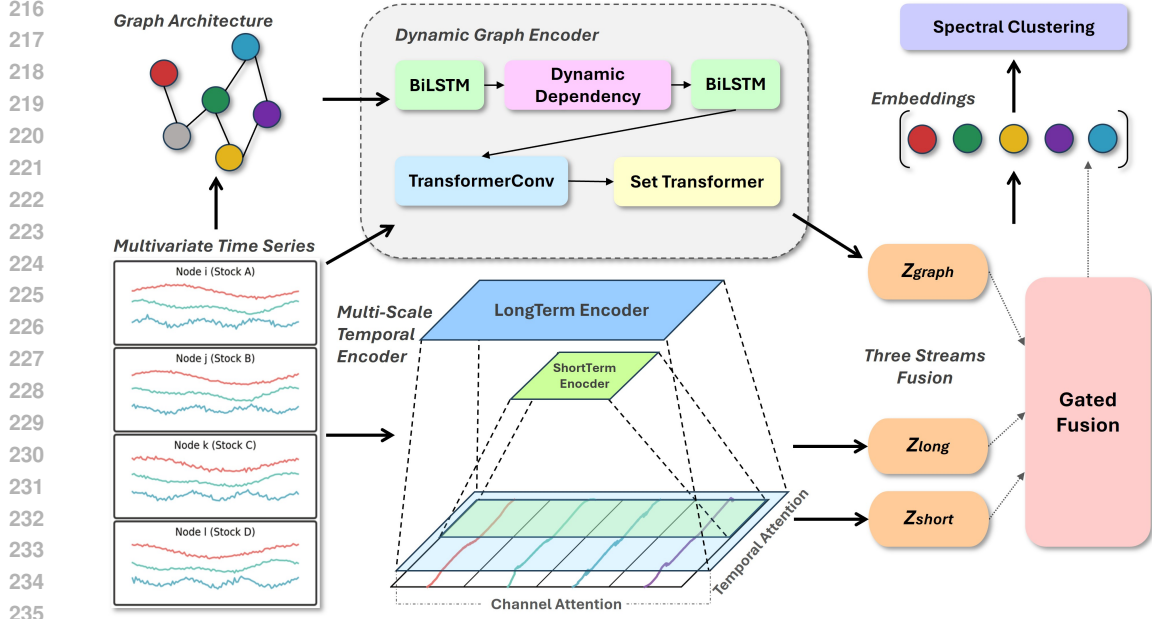 216
217
218
219
220
221
222
223
224
225
226
227
228
229
230
231
232
233
234
235
Graph Architecture
Multivariate Time Series
Node i (Stock A)
Node j (Stock B)
Node k (Stock C)
Node l (Stock D)
Dynamic Graph Encoder
BiLSTM
Dynamic
Dependency
BiLSTM
TransformerConv
Set Transformer
Multi-Scale
Temporal
Encoder
LongTerm Encoder
ShortTerm
Enocder
Temporal Attention
Channel Attention
Spectral Clustering
Embeddings
Zgraph
Three Streams
Fusion
Zlong
Zshort
Gated
Fusion